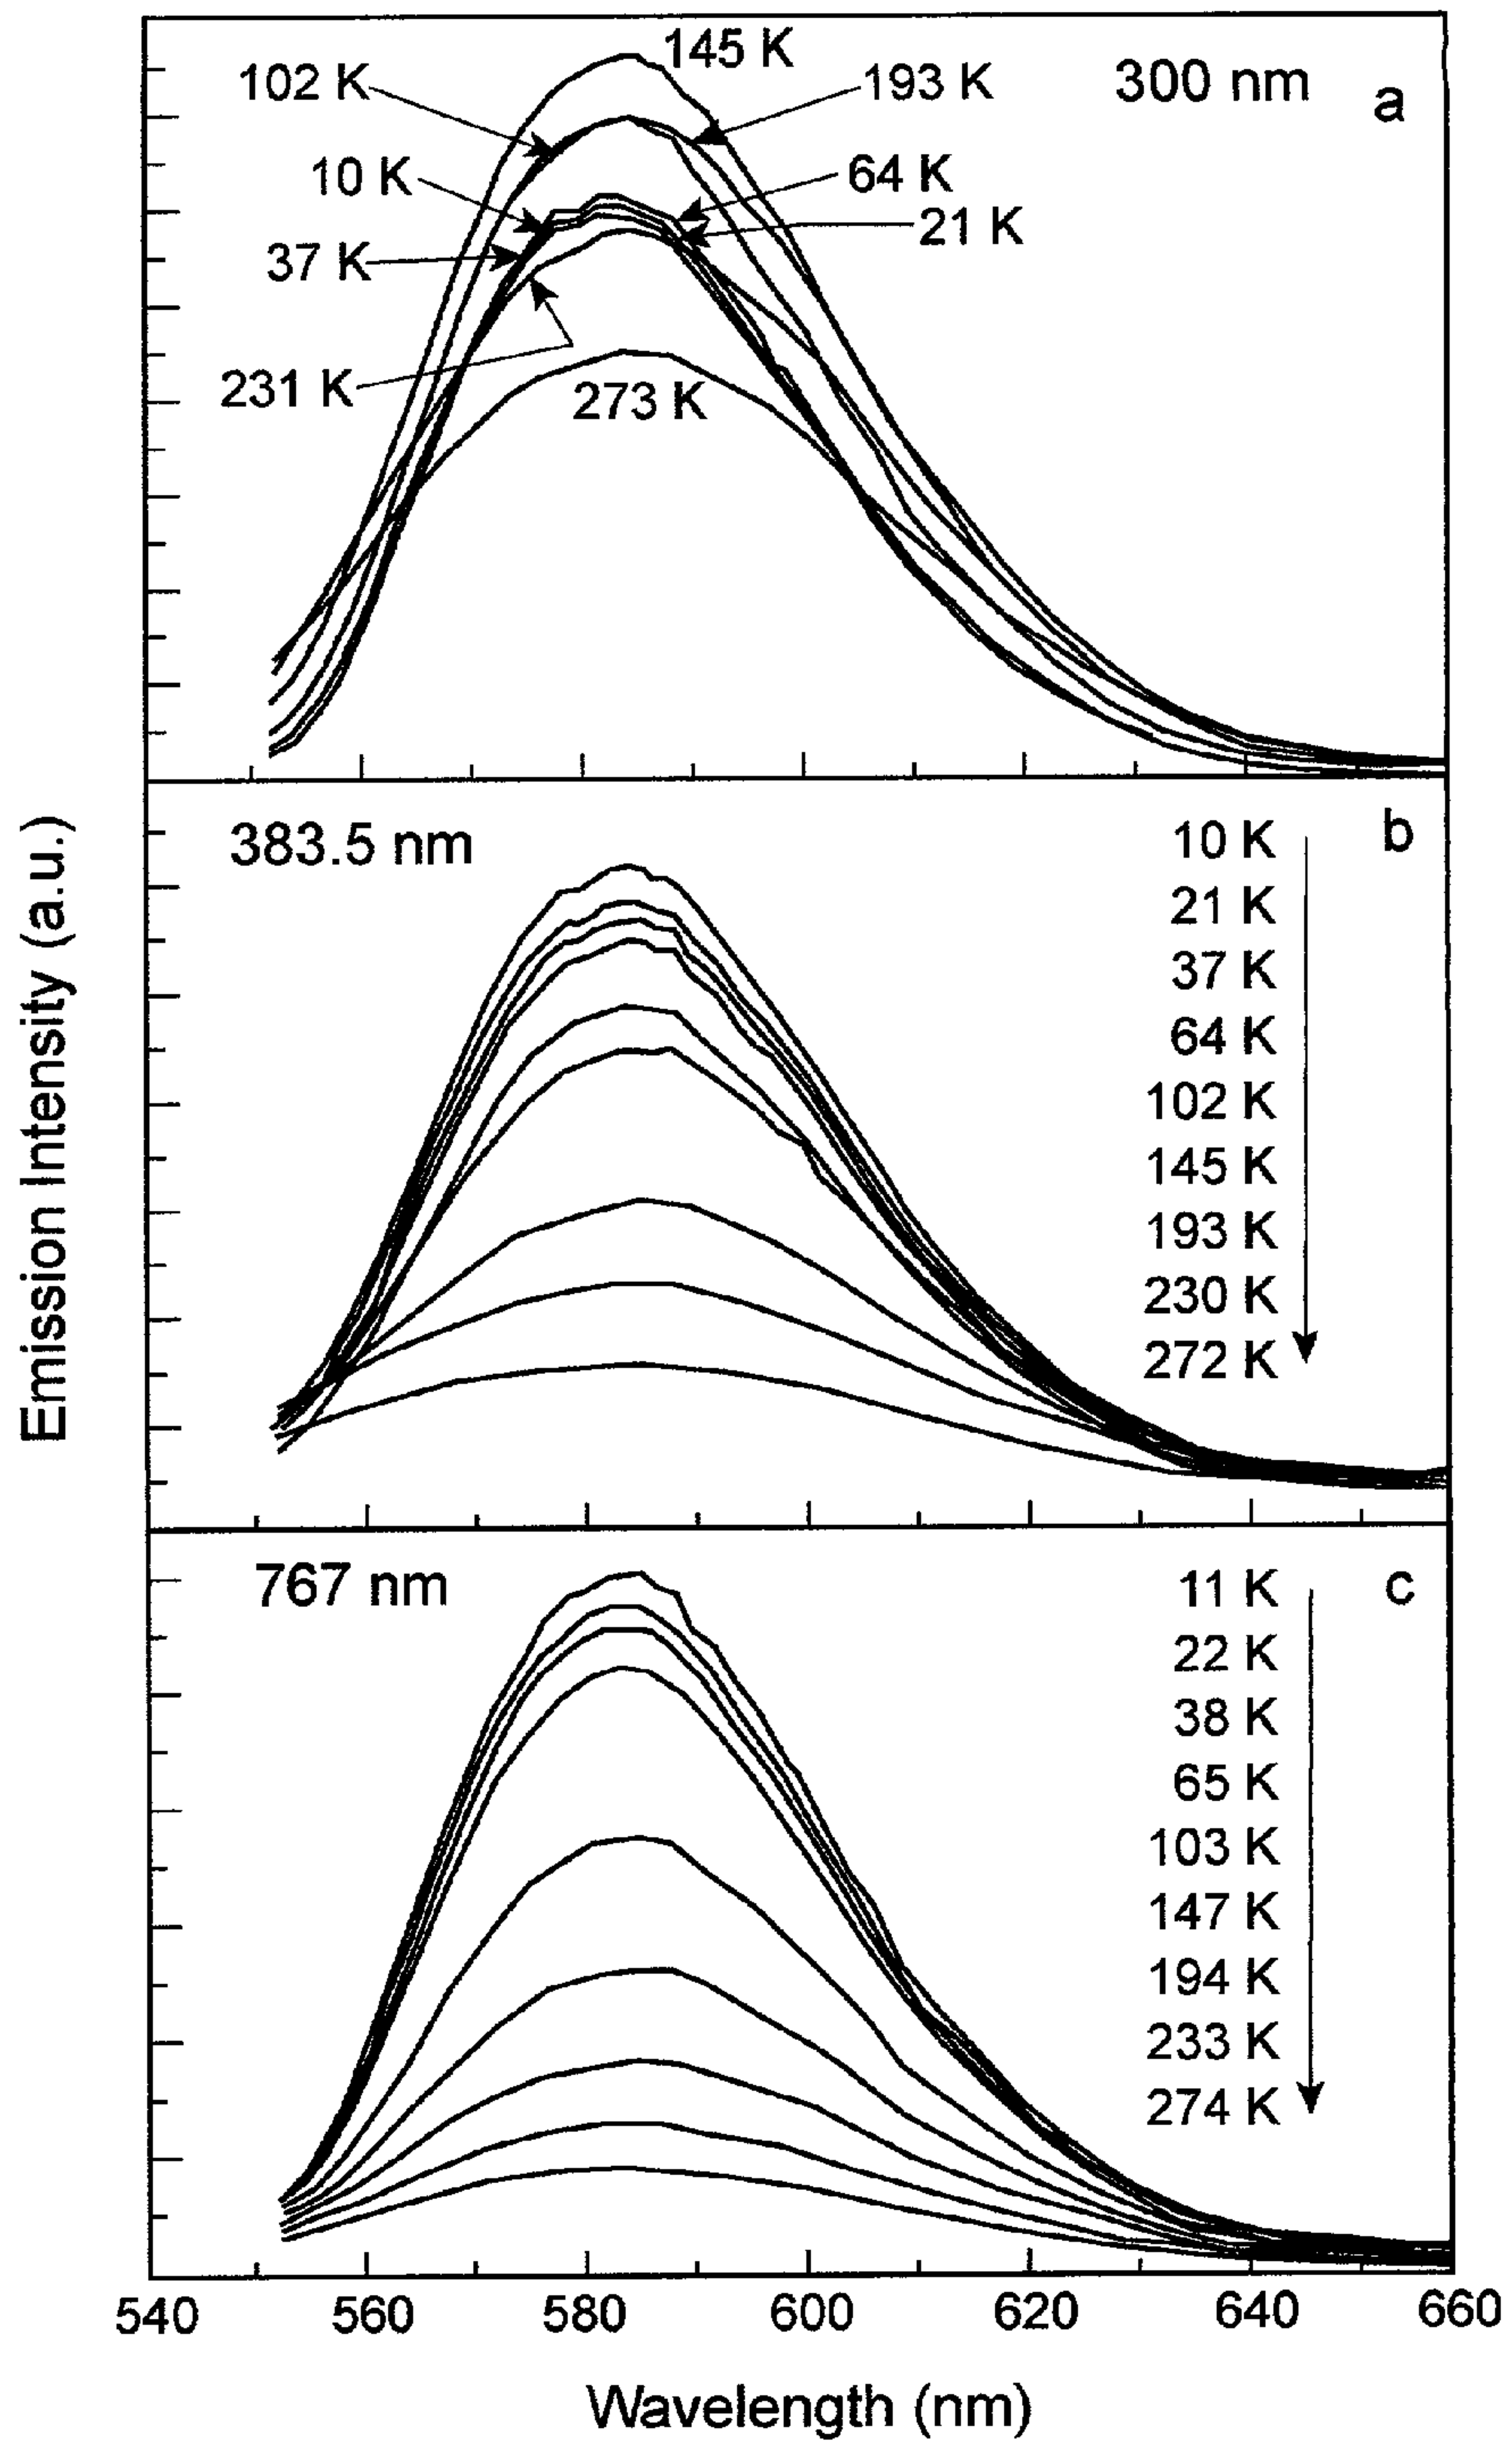 145 K
300 nm
a
102 K
193 K
10 K
64 K
21 K
37 K
231 K
273 K
Emission Intensity (a.u.)
383.5 nm
b
10 K
21 K
37 K
64 K
102 K
145 K
193 K
230 K
272 K
767 nm
c
11 K
22 K
38 K
65 K
103 K
147 K
194 K
233 K
274 K
540 560 580 600 620 640 660
Wavelength (nm)